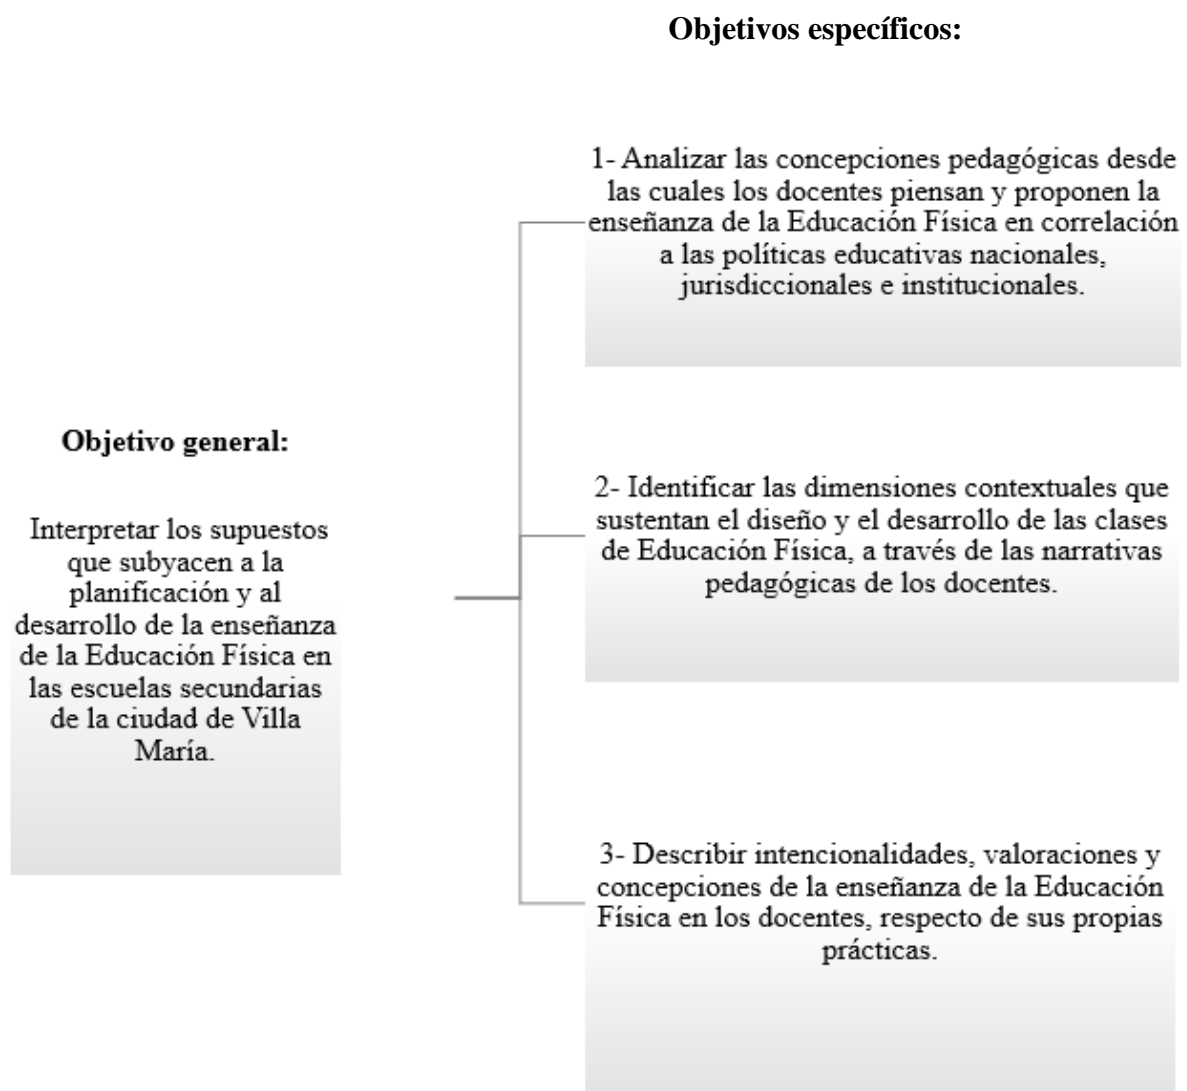 Objetivos específicos:
1- Analizar las concepciones pedagógicas desde
las cuales los docentes piensan y proponen la
enseñanza de la Educación Física en correlación
a las políticas educativas nacionales,
jurisdiccionales e institucionales.
Objetivo general:
Interpretar los supuestos
que subyacen a la
planificación y al
desarrollo de la enseñanza
de la Educación Física en
las escuelas secundarias
de la ciudad de Villa
María.
2- Identificar las dimensiones contextuales que
sustentan el diseño y el desarrollo de las clases
de Educación Física, a través de las narrativas
pedagógicas de los docentes.
3- Describir intencionalidades, valoraciones y
concepciones de la enseñanza de la Educación
Física en los docentes, respecto de sus propias
prácticas.